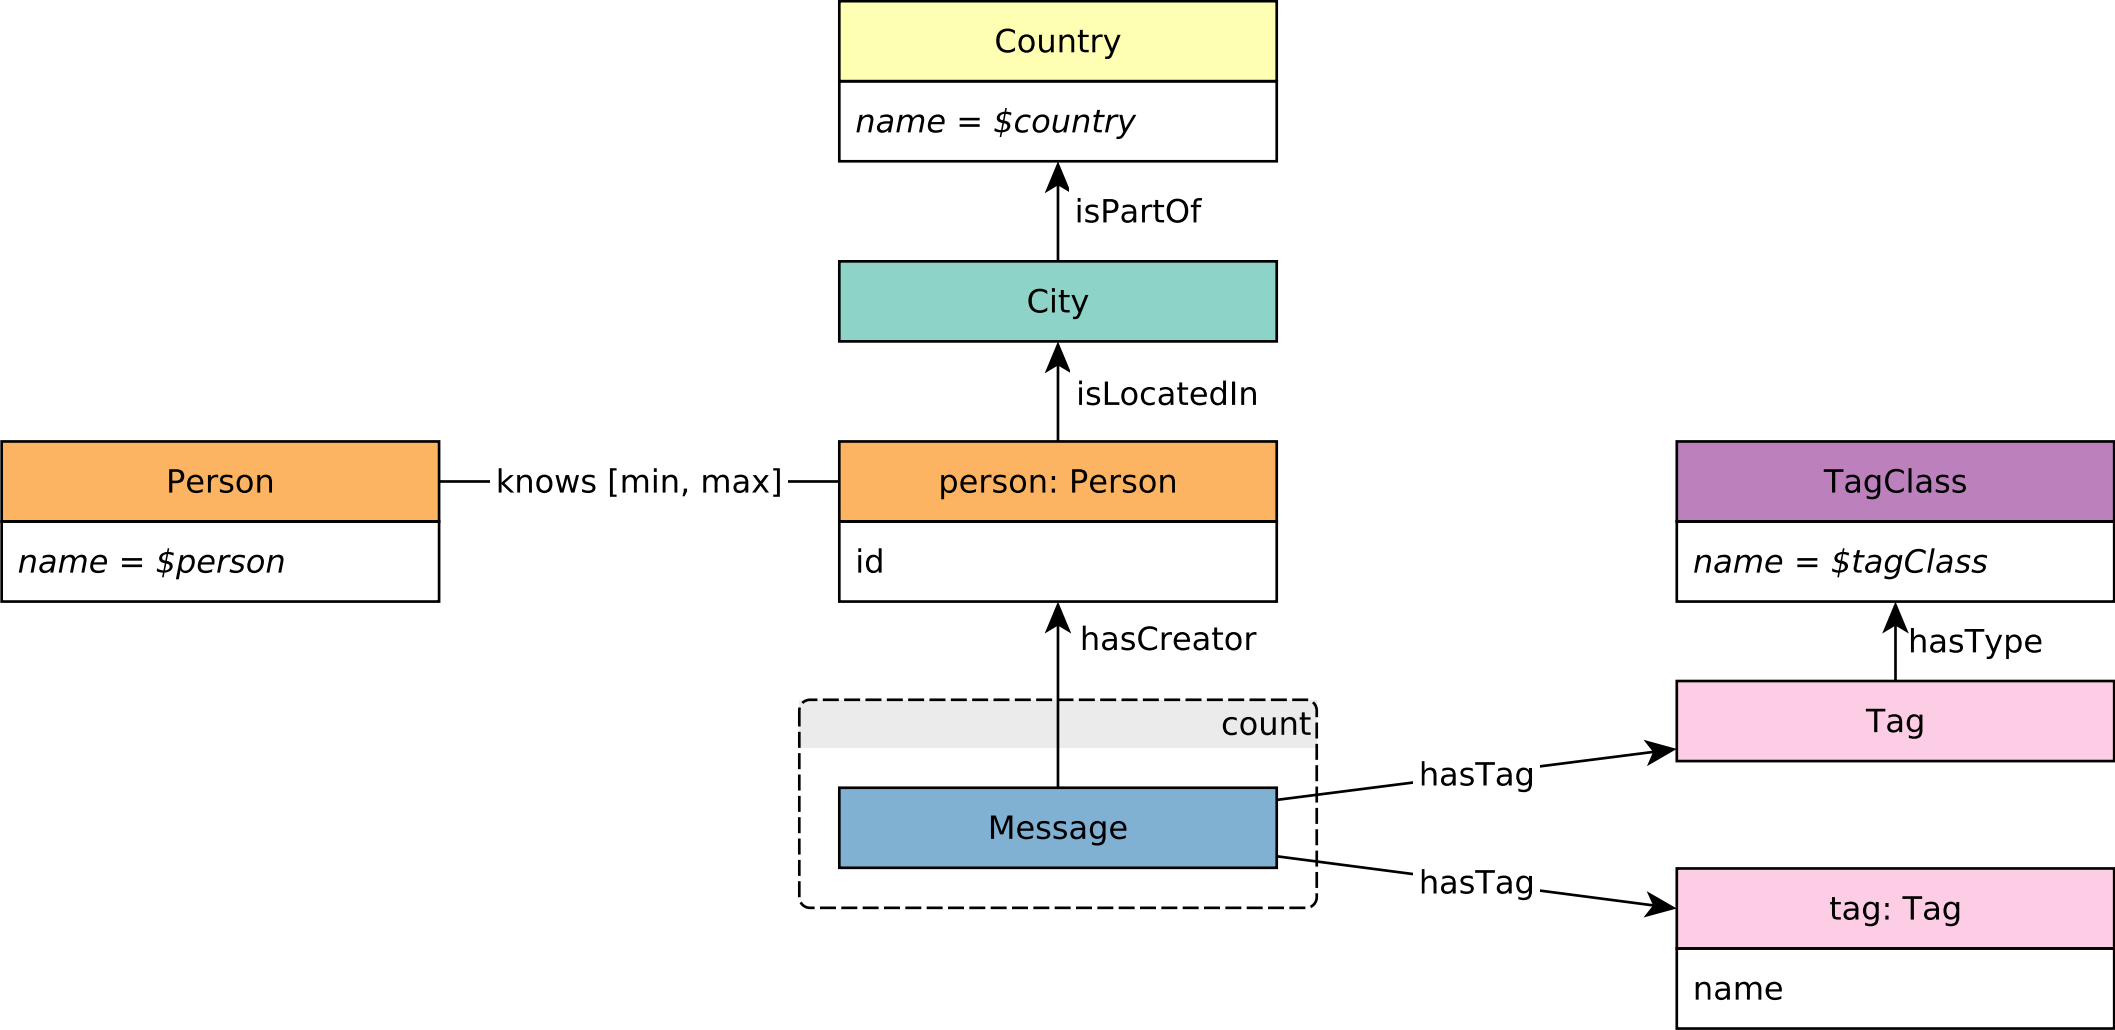 Country
name = $country
isPartOf
City
isLocatedIn
Person
name = $person
knows [min, max]
person: Person
id
TagClass
name = $tagClass
hasCreator
hasType
count
Tag
Message
hasTag
hasTag
tag: Tag
name